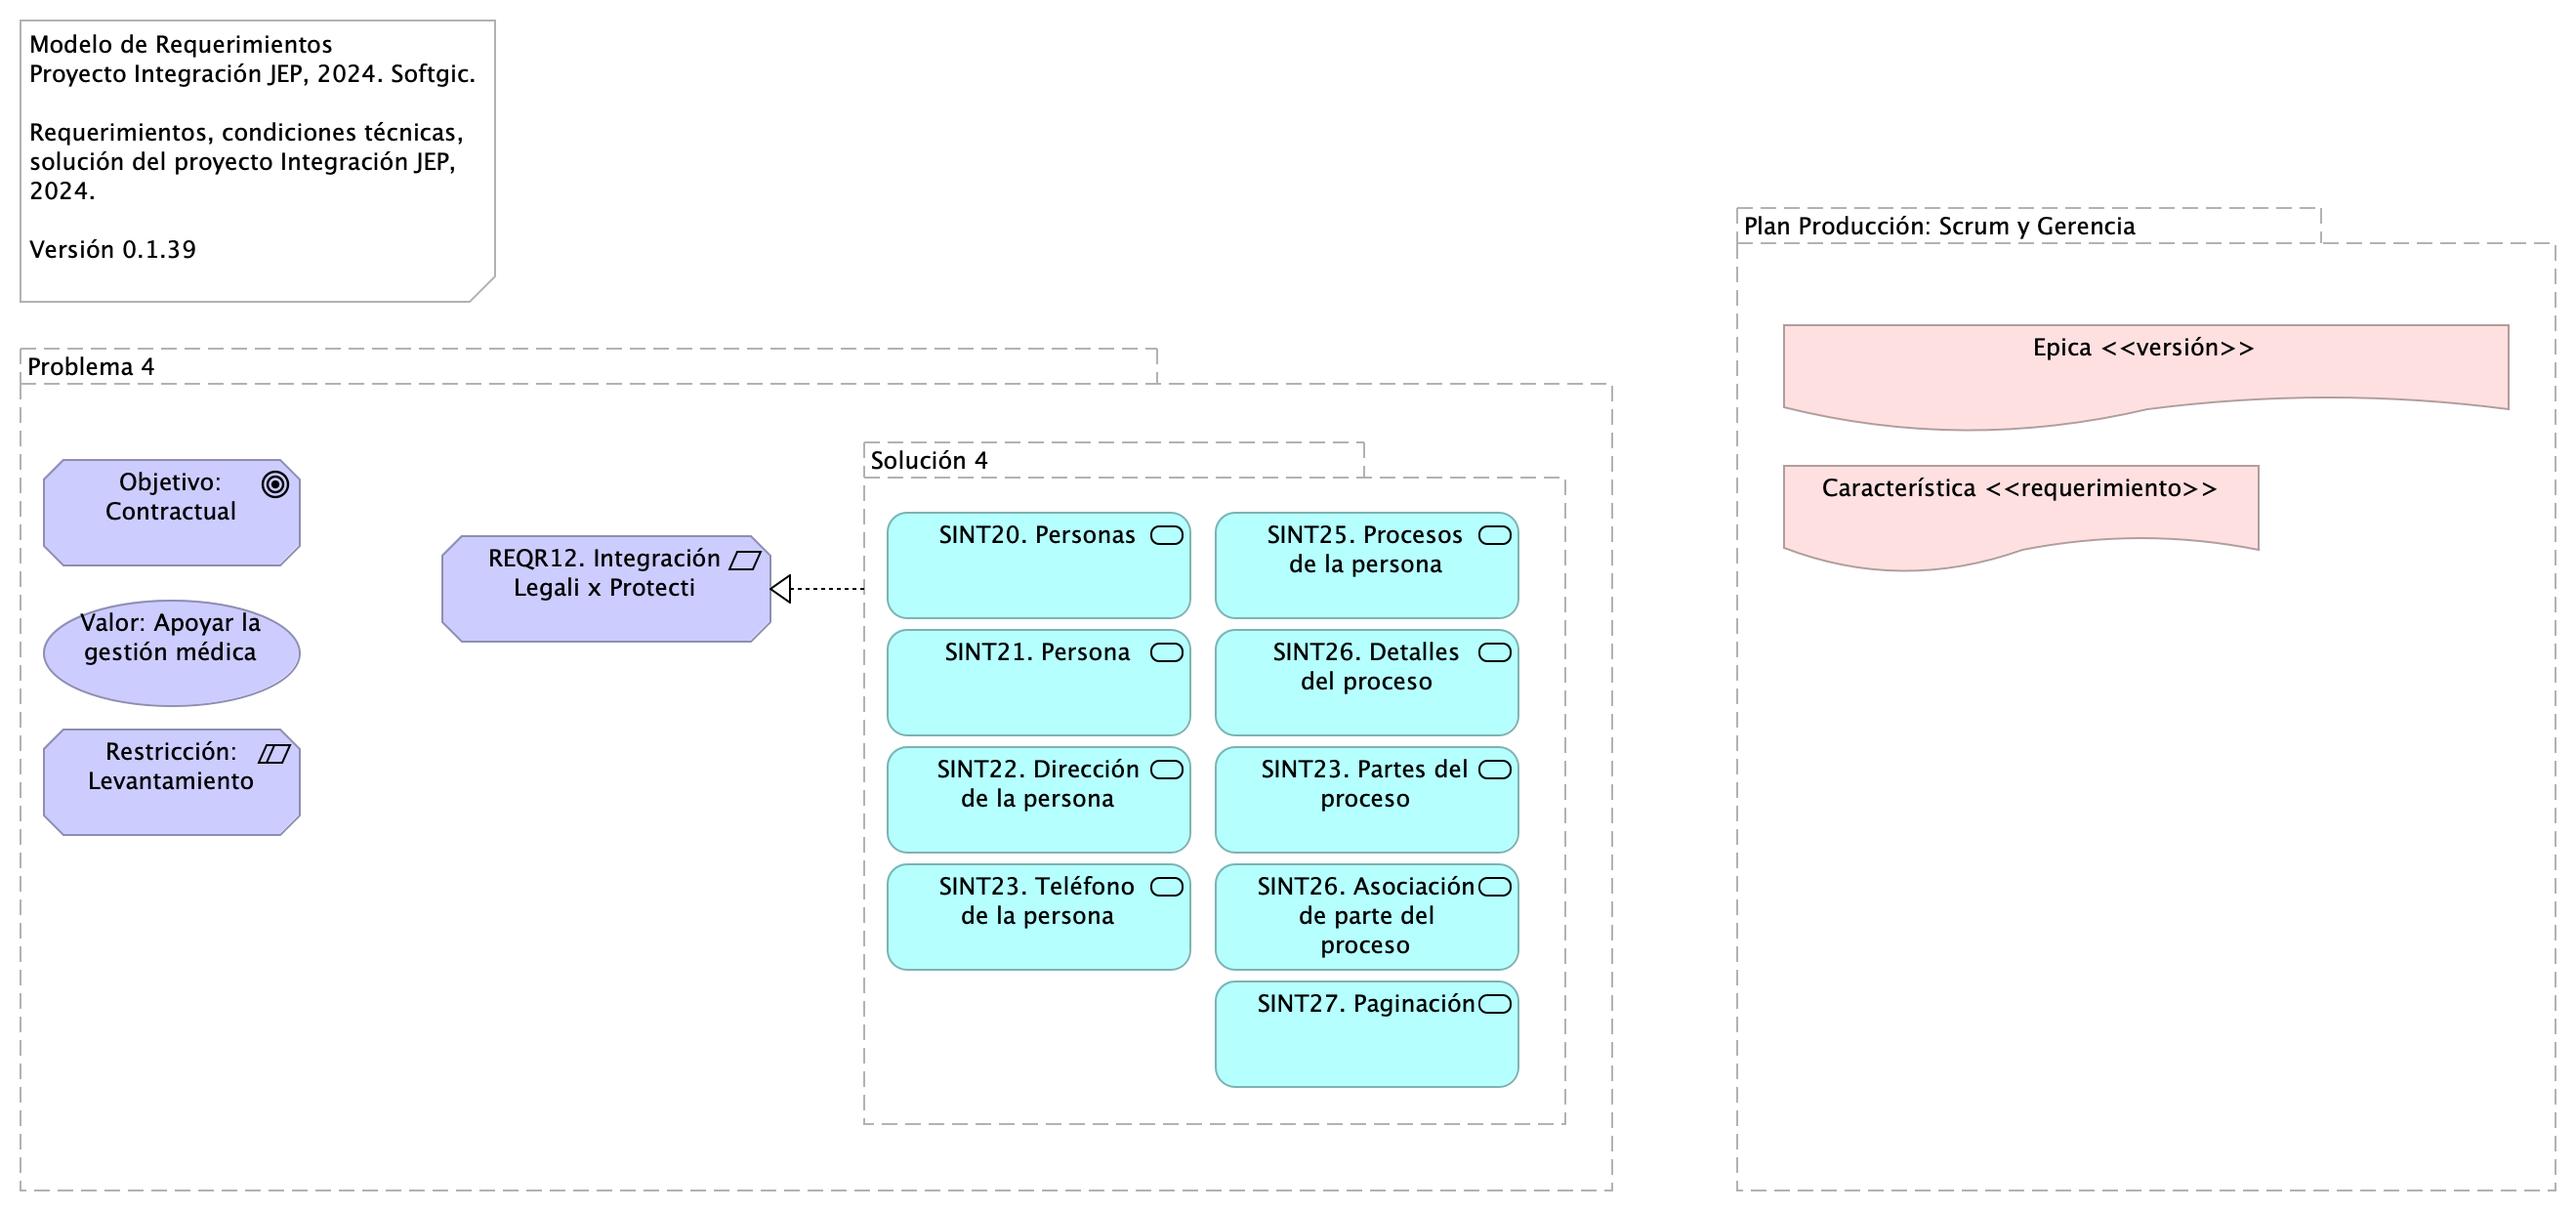 Modelo de Requerimientos
Proyecto Integración JEP, 2024. Softgic.
Requerimientos, condiciones técnicas,
solución del proyecto Integración JEP,
2024.
Versión 0.1.39
Problema 4
Objetivo:
Contractual
Valor: Apoyar la
gestión médica
Restricción:
Levantamiento
REQR12. Integración
Legali x Protecti
Solución 4
SINT20. Personas
SINT21. Persona
SINT22. Dirección
de la persona
SINT23. Teléfono
de la persona
SINT25. Procesos
de la persona
SINT26. Detalles
del proceso
SINT23. Partes del
proceso
SINT26. Asociación
de parte del
proceso
SINT27. Paginación
Plan Producción: Scrum y Gerencia
Epica <<versión>>
Característica <<requerimiento>>